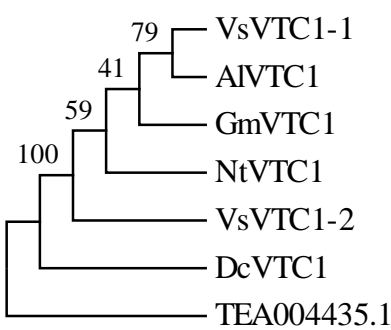 79
VsVTC1-1
AlVTC1
41
GmVTC1
59
NtVTC1
100
VsVTC1-2
DcVTC1
TEA004435.1